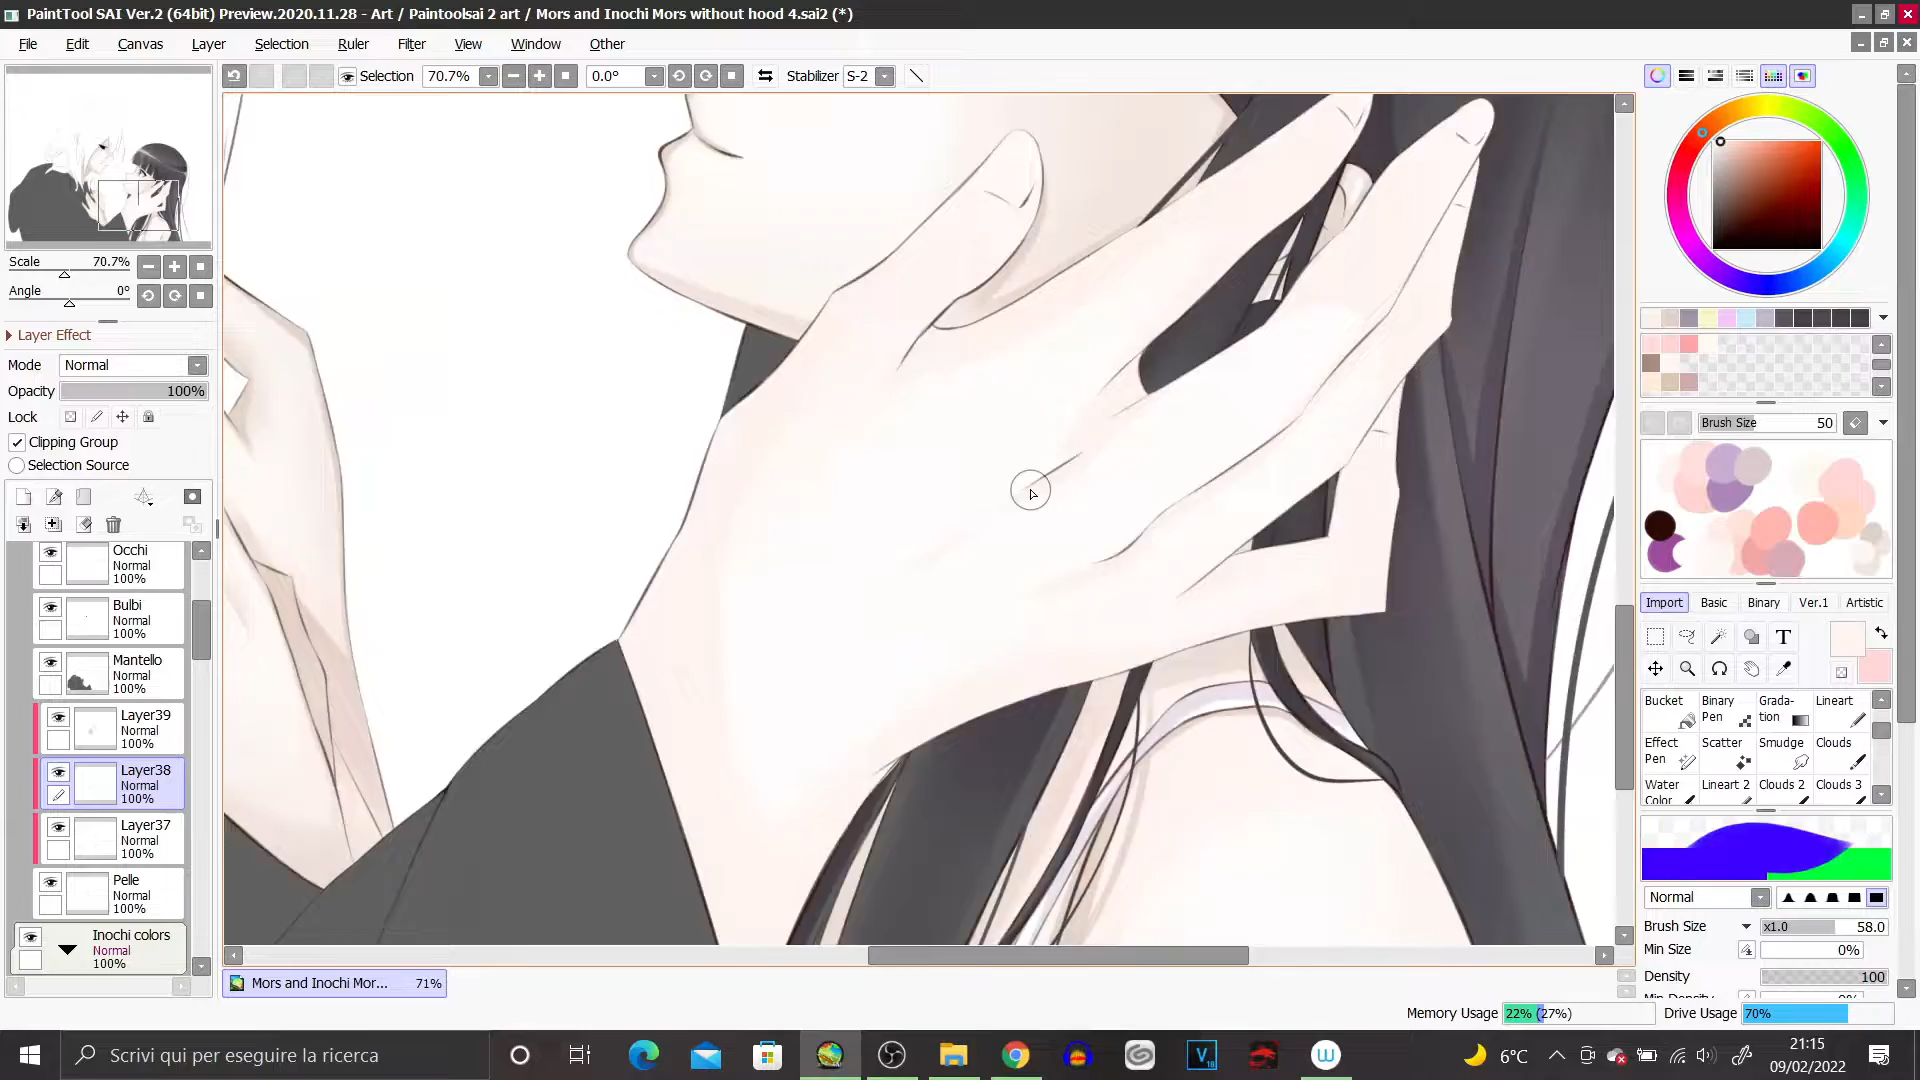 PaintTool SAI Ver.2 (64bit) Preview.2020.11.28 - Art / Paintoolsai 2 art / Mors and Inochi Mors without hood 4.sai2 (*)
File Edit Canvas Layer Selection Ruler Filter View Window Other
Selection 70.7% 0.0° Stabilizer S-2
Scale 70.7%
Angle 0°
Layer Effect
Mode Normal
Opacity 100%
Lock
Clipping Group
Selection Source
Occhi
Normal
100%
Bulbi
Normal
100%
Mantello
Normal
100%
Layer39
Normal
100%
Layer38
Normal
100%
Layer37
Normal
100%
Pelle
Normal
100%
Inochi colors
Normal
100%
Brush Size 50
Import Basic Binary Ver.1 Artistic
T
Bucket Binary Pen Grada-tion Lineart
Effect Pen Scatter Smudge Clouds
Water Color Lineart 2 Clouds 2 Clouds 3
Normal
Brush Size x1.0 58.0
Min Size 0%
Density 100
Mors and Inochi Mor... 71%
Memory Usage 22% (27%) Drive Usage 70%
Scrivi qui per eseguire la ricerca
6°C
21:15
09/02/2022